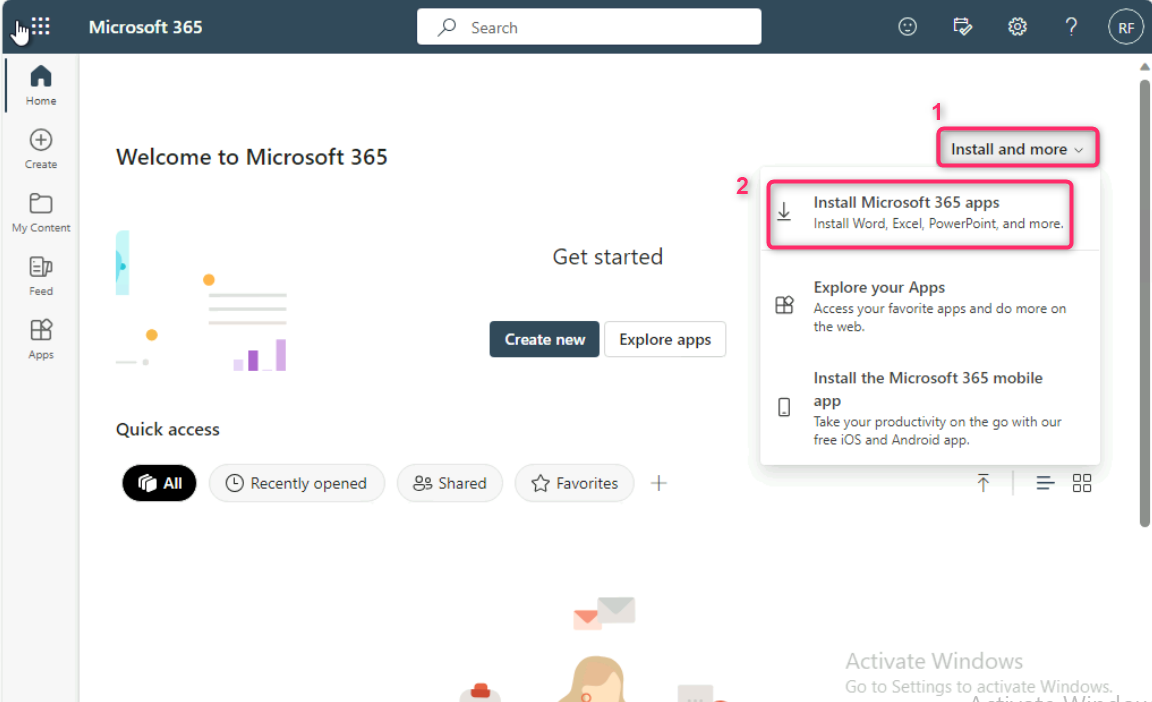 Microsoft 365
Search
?
RF
Home
Create
My Content
Feed
Apps
Welcome to Microsoft 365
1
Install and more
2
Install Microsoft 365 apps
Install Word, Excel, PowerPoint, and more.
Explore your Apps
Access your favorite apps and do more on
the web.
Install the Microsoft 365 mobile
app
Take your productivity on the go with our
free iOS and Android app.
Get started
Create new
Explore apps
Quick access
All
Recently opened
Shared
Favorites
Activate Windows
Go to Settings to activate Windows.
Activate Window